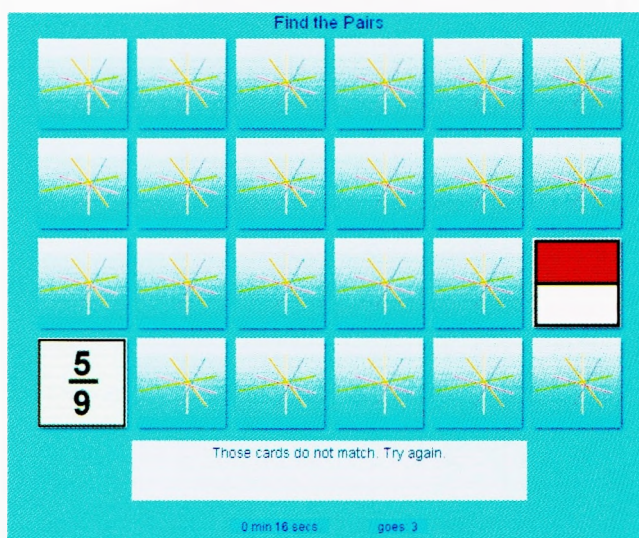 Find the Pairs
5
9
Those cards do not match. Try again.
0 min 16 secs
goes: 3